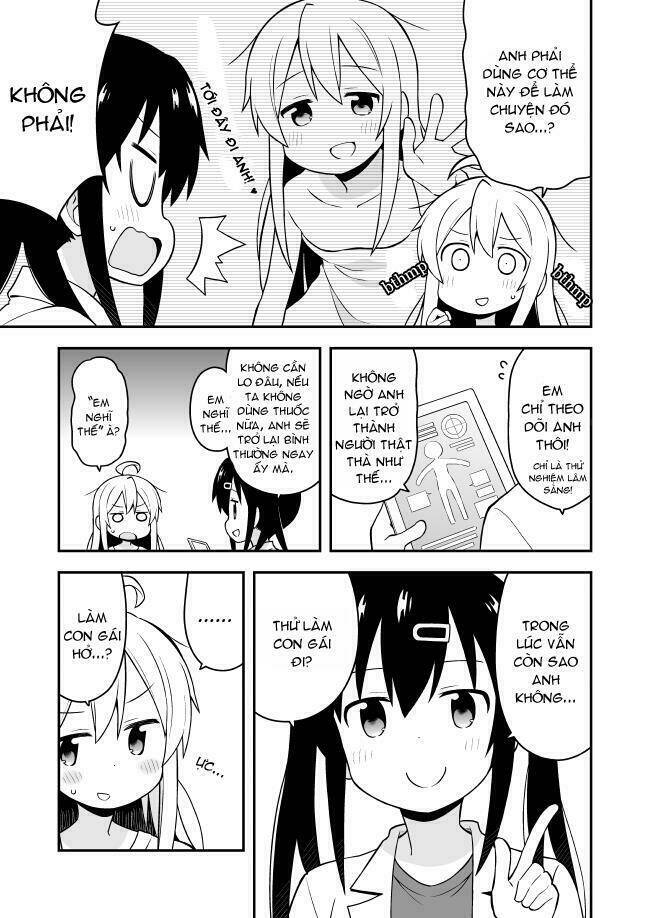 ANH PHẢI
DÙNG CƠ THỂ
NÀY ĐỂ LÀM
CHUYỆN ĐÓ
SAO...?
TỚI ĐÂY ĐI ANH!♥
KHÔNG
PHẢI!
bthmp
bthmp
EM
CHỈ THEO
DÕI ANH
THÔI!
CHỈ LÀ THỬ
NGHIỆM LÂM
SÀNG!
KHÔNG
NGỜ ANH
LẠI TRỞ
THÀNH
NGƯỜI THẬT
THÀ NHƯ
THẾ...
KHÔNG CẦN
LO ĐÂU, NẾU
TA KHÔNG
DÙNG THUỐC
NỮA, ANH SẼ
TRỞ LẠI BÌNH
THƯỜNG NGAY
ẤY MÀ.
EM NGHĨ
THẾ...
"EM
NGHĨ
THẾ" À?
TRONG
LÚC VẪN
CÒN SAO
ANH
KHÔNG...
THỬ LÀM
CON GÁI
ĐI?
......
LÀM
CON GÁI
HỞ...?
ỰC...